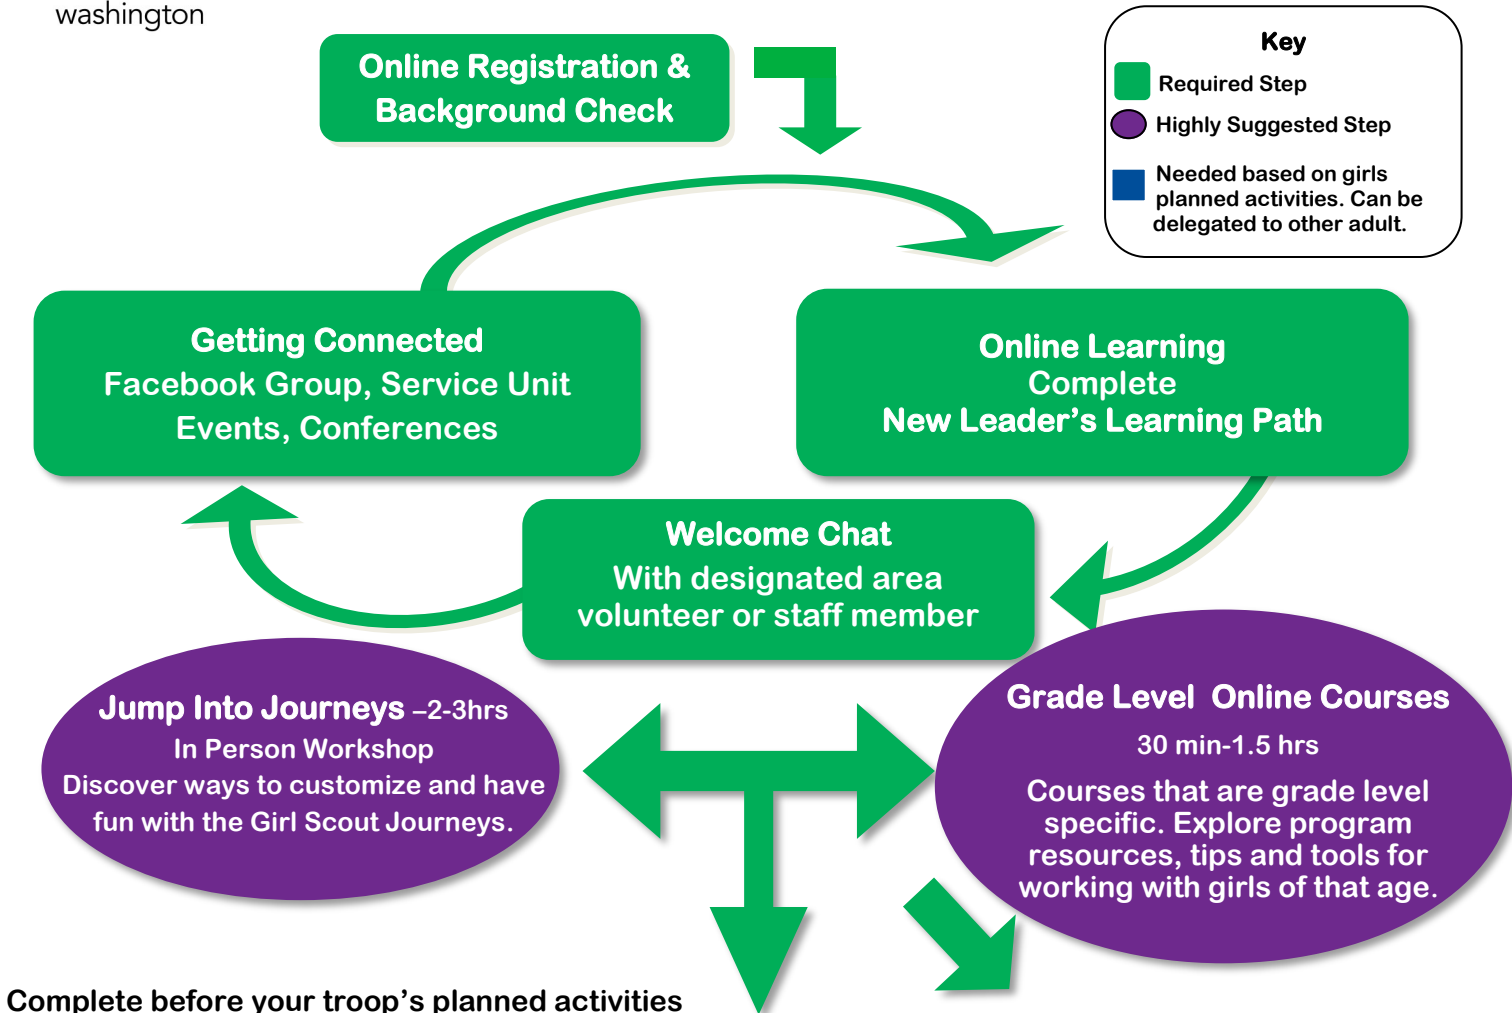 washington
Online Registration &
Background Check
Key
Required Step
Highly Suggested Step
Needed based on girls
planned activities. Can be
delegated to other adult.
Getting Connected
Facebook Group, Service Unit
Events, Conferences
Online Learning
Complete
New Leader’s Learning Path
Welcome Chat
With designated area
volunteer or staff member
Jump Into Journeys –2-3hrs
In Person Workshop
Discover ways to customize and have
fun with the Girl Scout Journeys.
Grade Level Online Courses
30 min-1.5 hrs
Courses that are grade level
specific. Explore program
resources, tips and tools for
working with girls of that age.
Complete before your troop’s planned activities